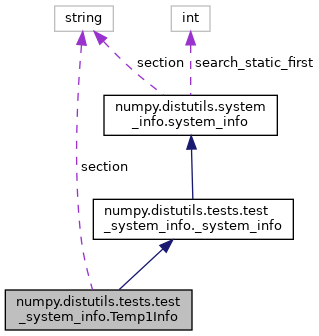 string
int
section
search_static_first
numpy.distutils.system
_info.system_info
section
numpy.distutils.tests.test
_system_info._system_info
numpy.distutils.tests.test
_system_info.Temp1Info